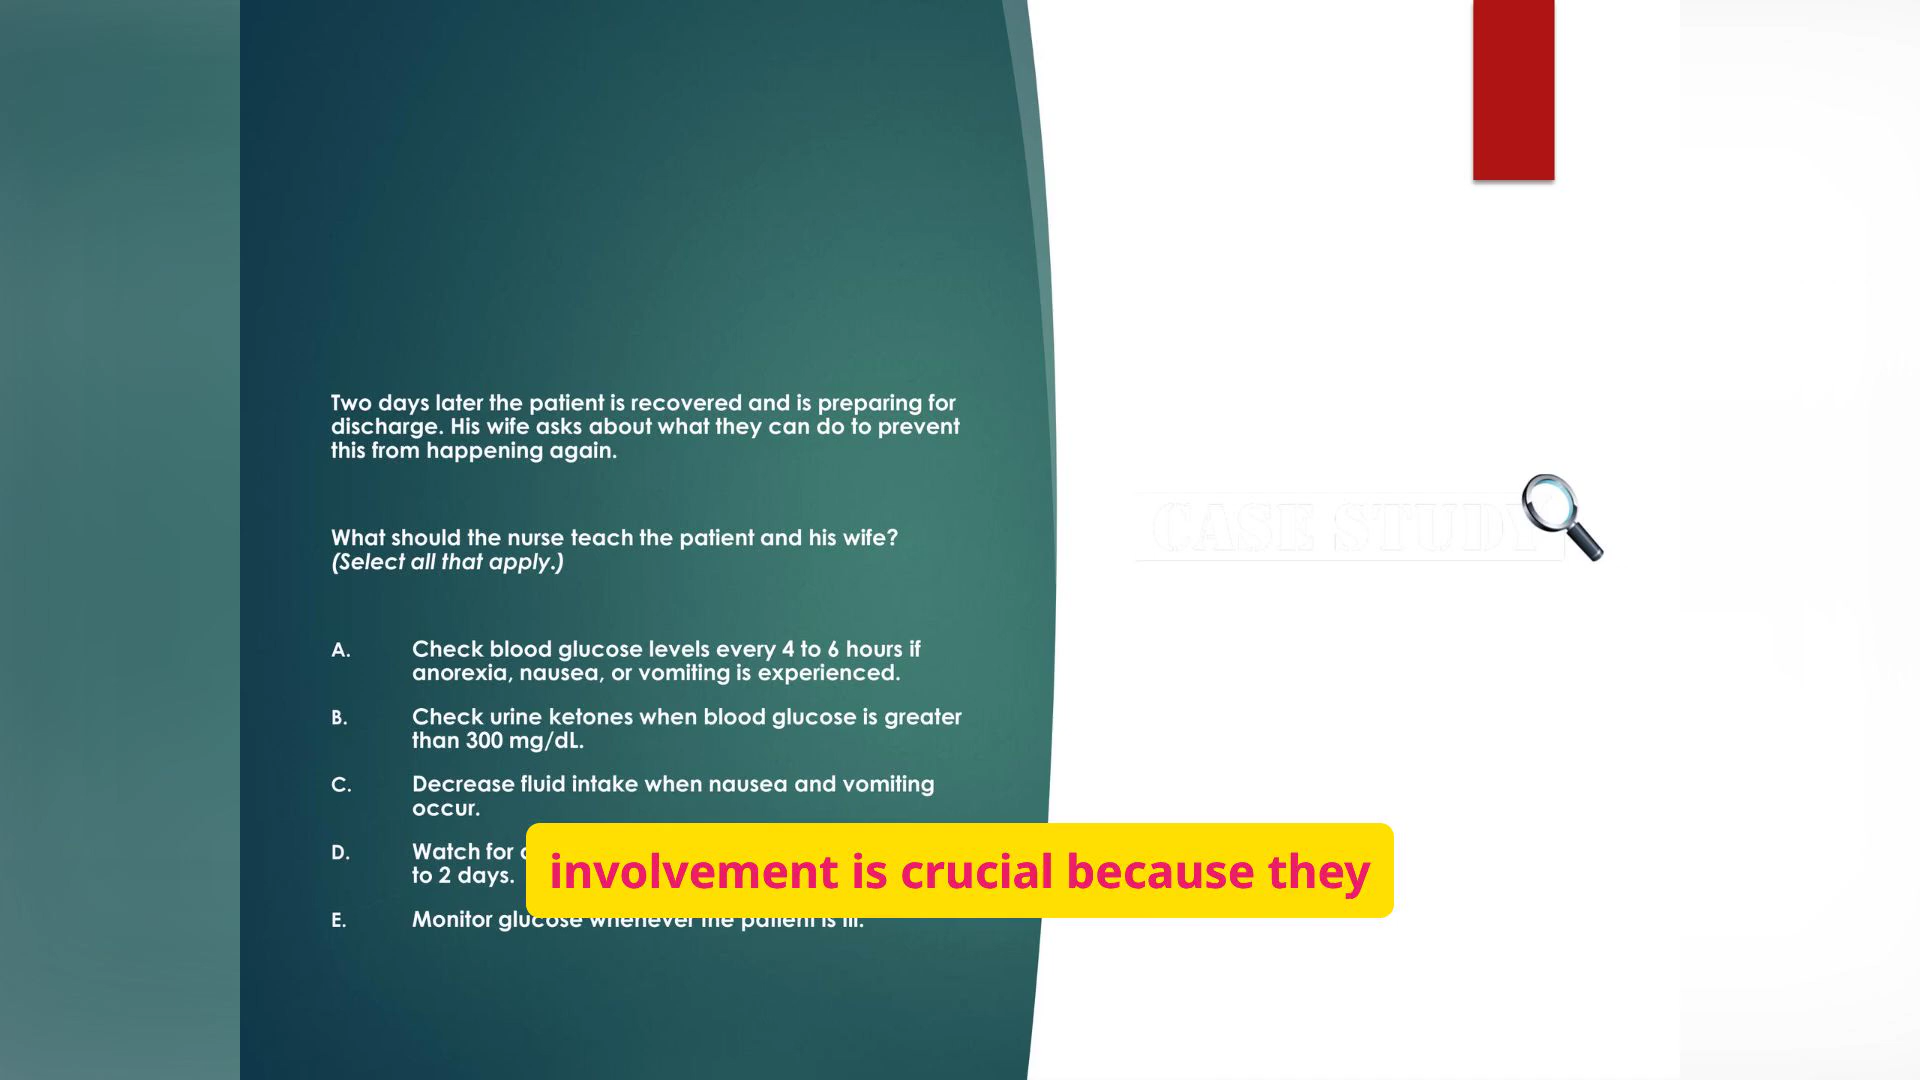 Two days later the patient is recovered and is preparing for
discharge. His wife asks about what they can do to prevent
this from happening again.
What should the nurse teach the patient and his wife?
(Select all that apply.)
A. Check blood glucose levels every 4 to 6 hours if
anorexia, nausea, or vomiting is experienced.
B. Check urine ketones when blood glucose is greater
than 300 mg/dL.
C. Decrease fluid intake when nausea and vomiting
occur.
D. Watch for
to 2 days.
E. Monitor glucose whenever the patient is ill.
CASE STUDY
involvement is crucial because they